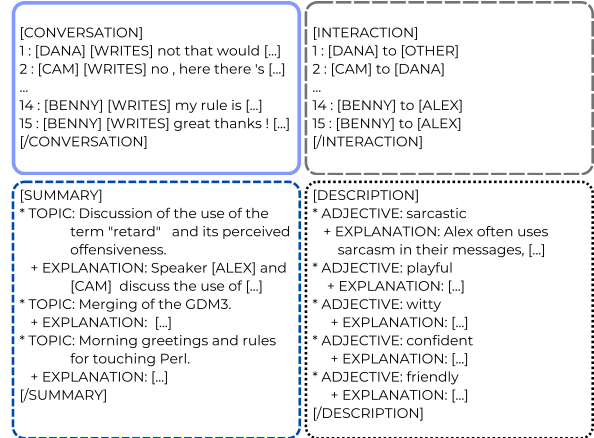 [CONVERSATION]
1 : [DANA] [WRITES] not that would [...]
2 : [CAM] [WRITES] no , here there 's [...]
...
14 : [BENNY] [WRITES] my rule is [...]
15 : [BENNY] [WRITES] great thanks ! [...]
[/CONVERSATION]
[INTERACTION]
1 : [DANA] to [OTHER]
2 : [CAM] to [DANA]
...
14 : [BENNY] to [ALEX]
15 : [BENNY] to [ALEX]
[/INTERACTION]
[SUMMARY]
* TOPIC: Discussion of the use of the
term "retard" and its perceived
offensiveness.
+ EXPLANATION: Speaker [ALEX] and
[CAM] discuss the use of [...]
* TOPIC: Merging of the GDM3.
+ EXPLANATION: [...]
* TOPIC: Morning greetings and rules
for touching Perl.
+ EXPLANATION: [...]
[/SUMMARY]
[DESCRIPTION]
* ADJECTIVE: sarcastic
+ EXPLANATION: Alex often uses
sarcasm in their messages, [...]
* ADJECTIVE: playful
+ EXPLANATION: [...]
* ADJECTIVE: witty
+ EXPLANATION: [...]
* ADJECTIVE: confident
+ EXPLANATION: [...]
* ADJECTIVE: friendly
+ EXPLANATION: [...]
[/DESCRIPTION]